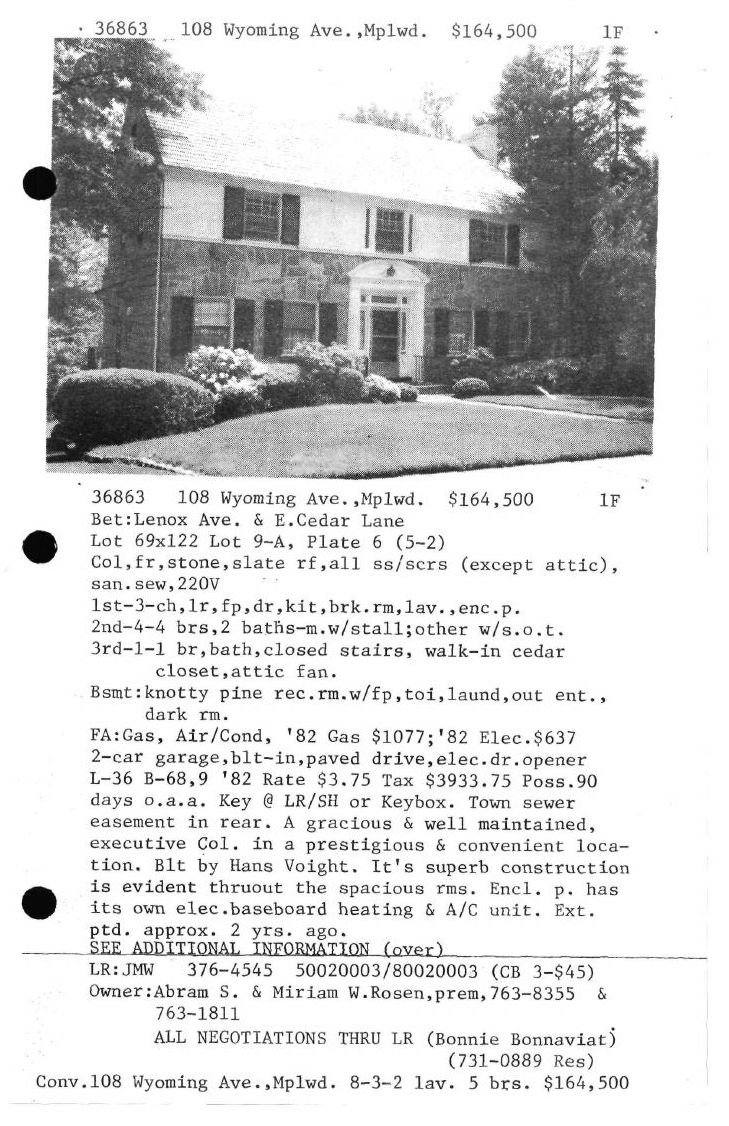 36863 108 Wyoming Ave.,Mplwd. $164,500 1F
36863 108 Wyoming Ave.,Mplwd. $164,500 1F
Bet:Lenox Ave. & E.Cedar Lane
Lot 69x122 Lot 9-A, Plate 6 (5-2)
Col,fr,stone,slate rf,all ss/scrs (except attic),
san.sew,220V
1st-3-ch,lr,fp,dr,kit,brk.rm,lav.,enc.p.
2nd-4-4 brs,2 baths-m.w/stall;other w/s.o.t.
3rd-1-1 br,bath,closed stairs, walk-in cedar
closet,attic fan.
Bsmt:knotty pine rec.rm.w/fp,toi,laund,out ent.,
dark rm.
FA:Gas, Air/Cond, '82 Gas $1077;'82 Elec.$637
2-car garage,blt-in,paved drive,elec.dr.opener
L-36 B-68,9 '82 Rate $3.75 Tax $3933.75 Poss.90
days o.a.a. Key @ LR/SH or Keybox. Town sewer
easement in rear. A gracious & well maintained,
executive Col. in a prestigious & convenient loca-
tion. Blt by Hans Voight. It's superb construction
is evident thruout the spacious rms. Encl. p. has
its own elec.baseboard heating & A/C unit. Ext.
ptd. approx. 2 yrs. ago.
SEE ADDITIONAL INFORMATION (over)
LR:JMW 376-4545 50020003/80020003 (CB 3-$45)
Owner:Abram S. & Miriam W.Rosen,prem,763-8355 &
763-1811
ALL NEGOTIATIONS THRU LR (Bonnie Bonnaviat)
(731-0889 Res)
Conv.108 Wyoming Ave.,Mplwd. 8-3-2 lav. 5 brs. $164,500